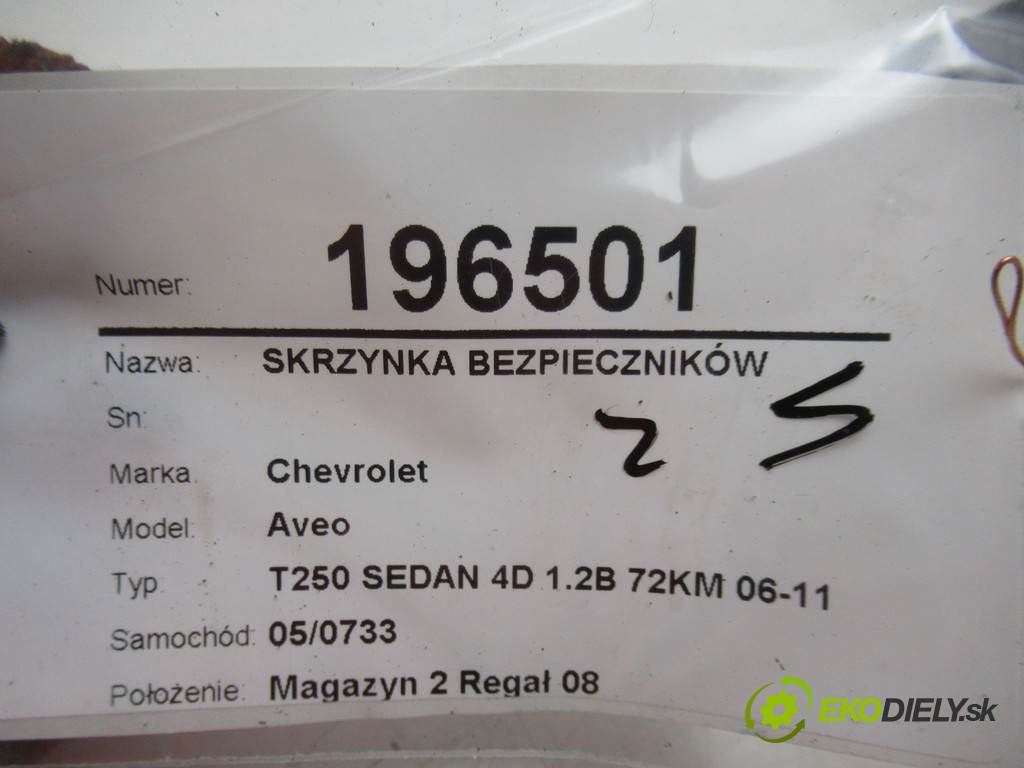 Numer: 196501
Nazwa: SKRZYNKA BEZPIECZNIKÓW
Sn:
2 S
Marka Chevrolet
Model: Aveo
Typ T250 SEDAN 4D 1.2B 72KM 06-11
Samochód: 05/0733
Położenie: Magazyn 2 Regał 08
EKODIELY.sk